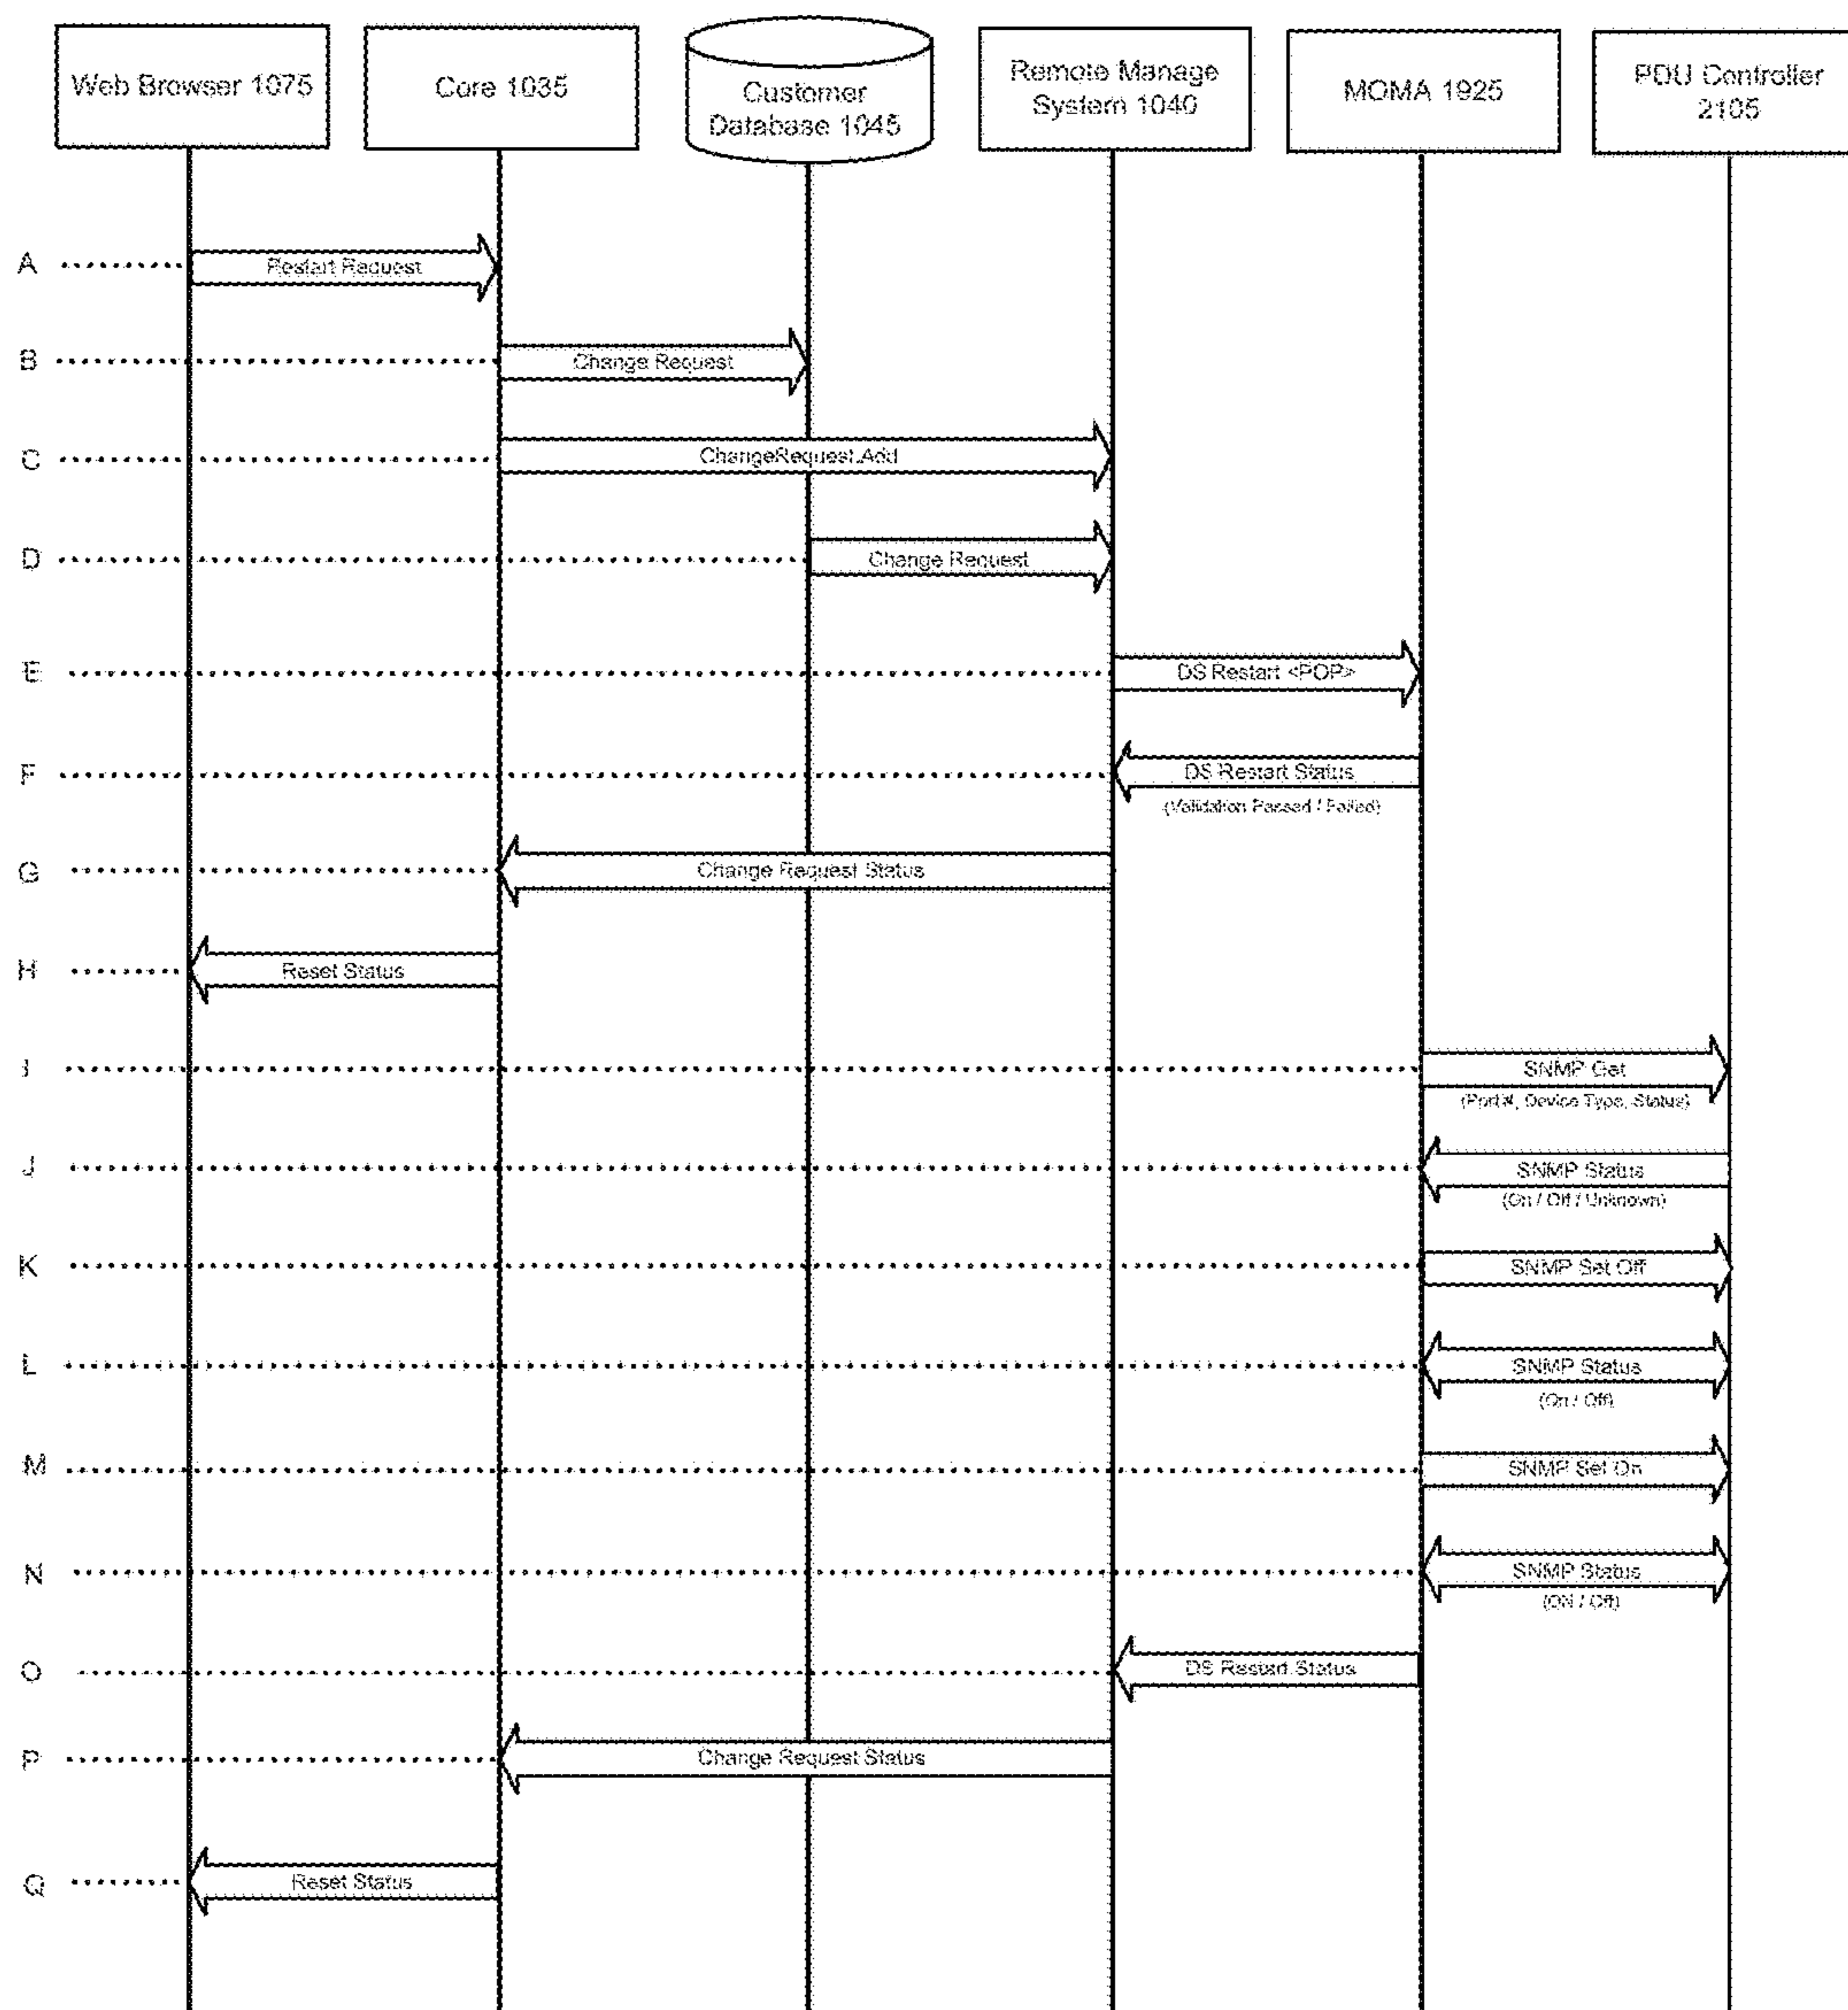 Web Browser 1075
Core 1035
Customer
Database 1045
Remote Manage
System 1040
MOMA 1925
PDU Controller
2105
A
Restart Request
B
Change Request
C
ChangeRequest.Add
D
Change Request
E
DS Restart <POP>
F
DS Restart Status
(Validation Passed / Failed)
G
Change Request Status
H
Reset Status
I
SNMP Get
(Port #, Device Type, Status)
J
SNMP Status
(On / Off / Unknown)
K
SNMP Set Off
L
SNMP Status
(On / Off)
M
SNMP Set On
N
SNMP Status
(ON / Off)
O
DS Restart Status
P
Change Request Status
Q
Reset Status